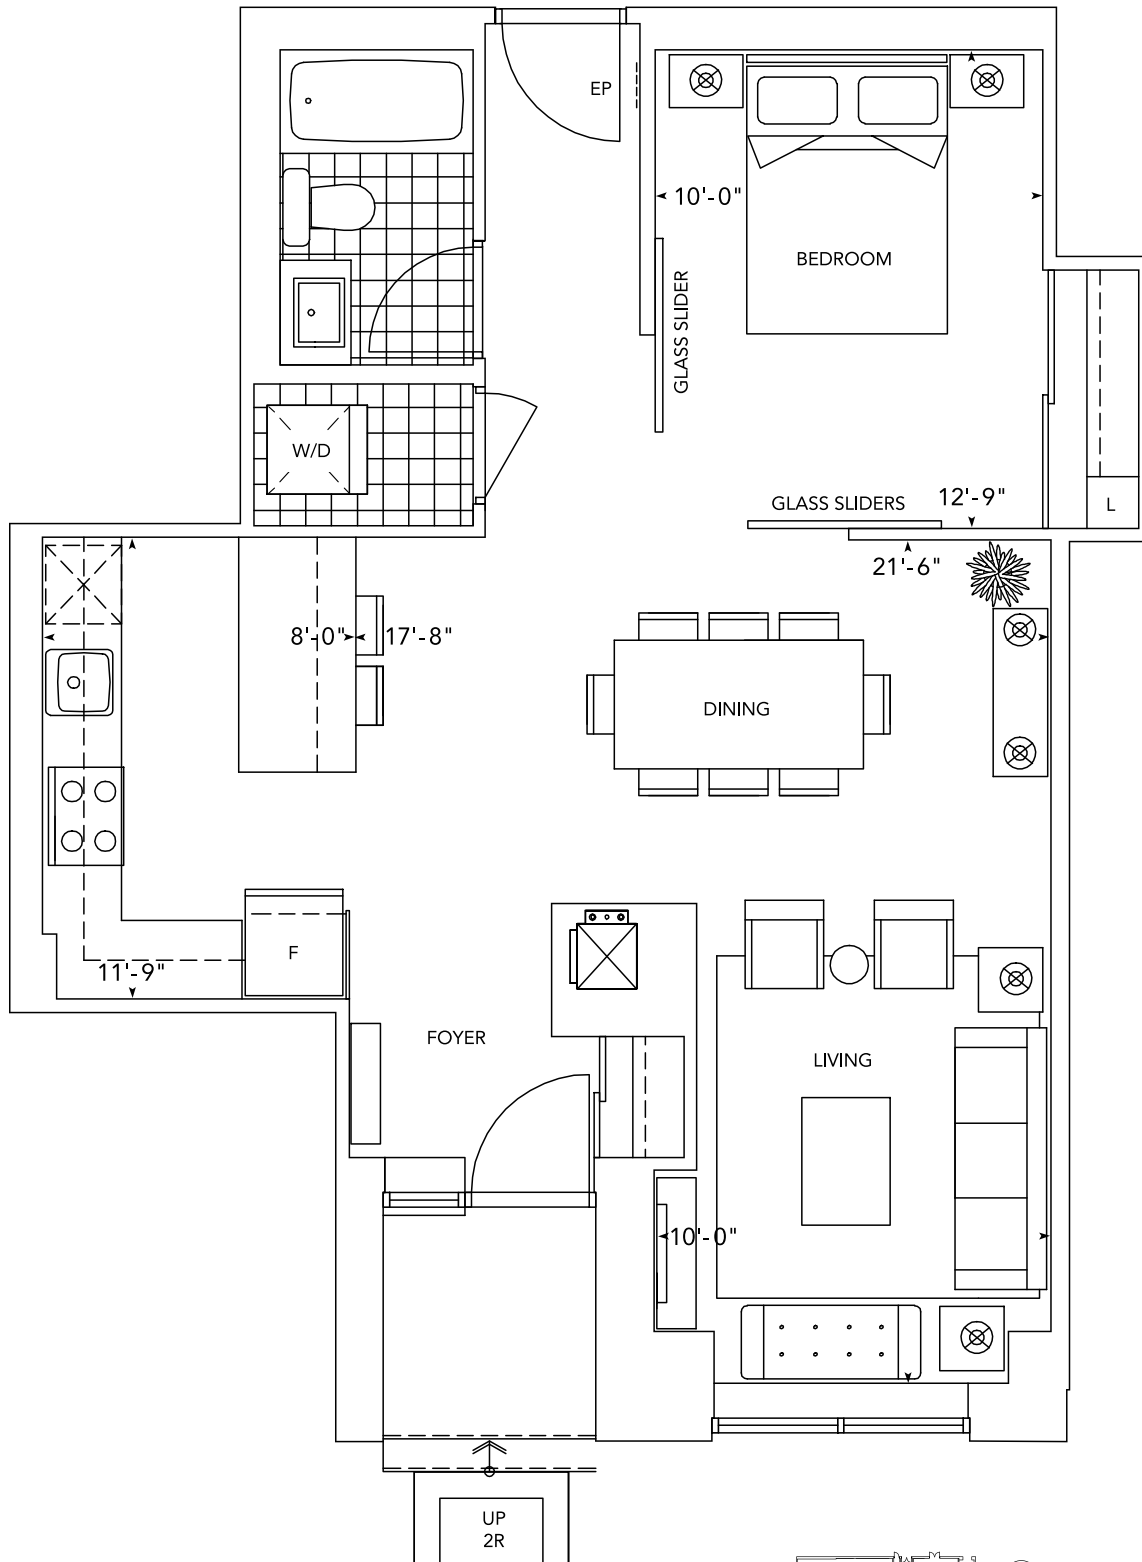 EP
10'-0"
BEDROOM
GLASS SLIDER
W/D
GLASS SLIDERS
12'-9"
L
21'-6"
8'-0"
17'-8"
DINING
F
11'-9"
FOYER
LIVING
10'-0"
UP
2R